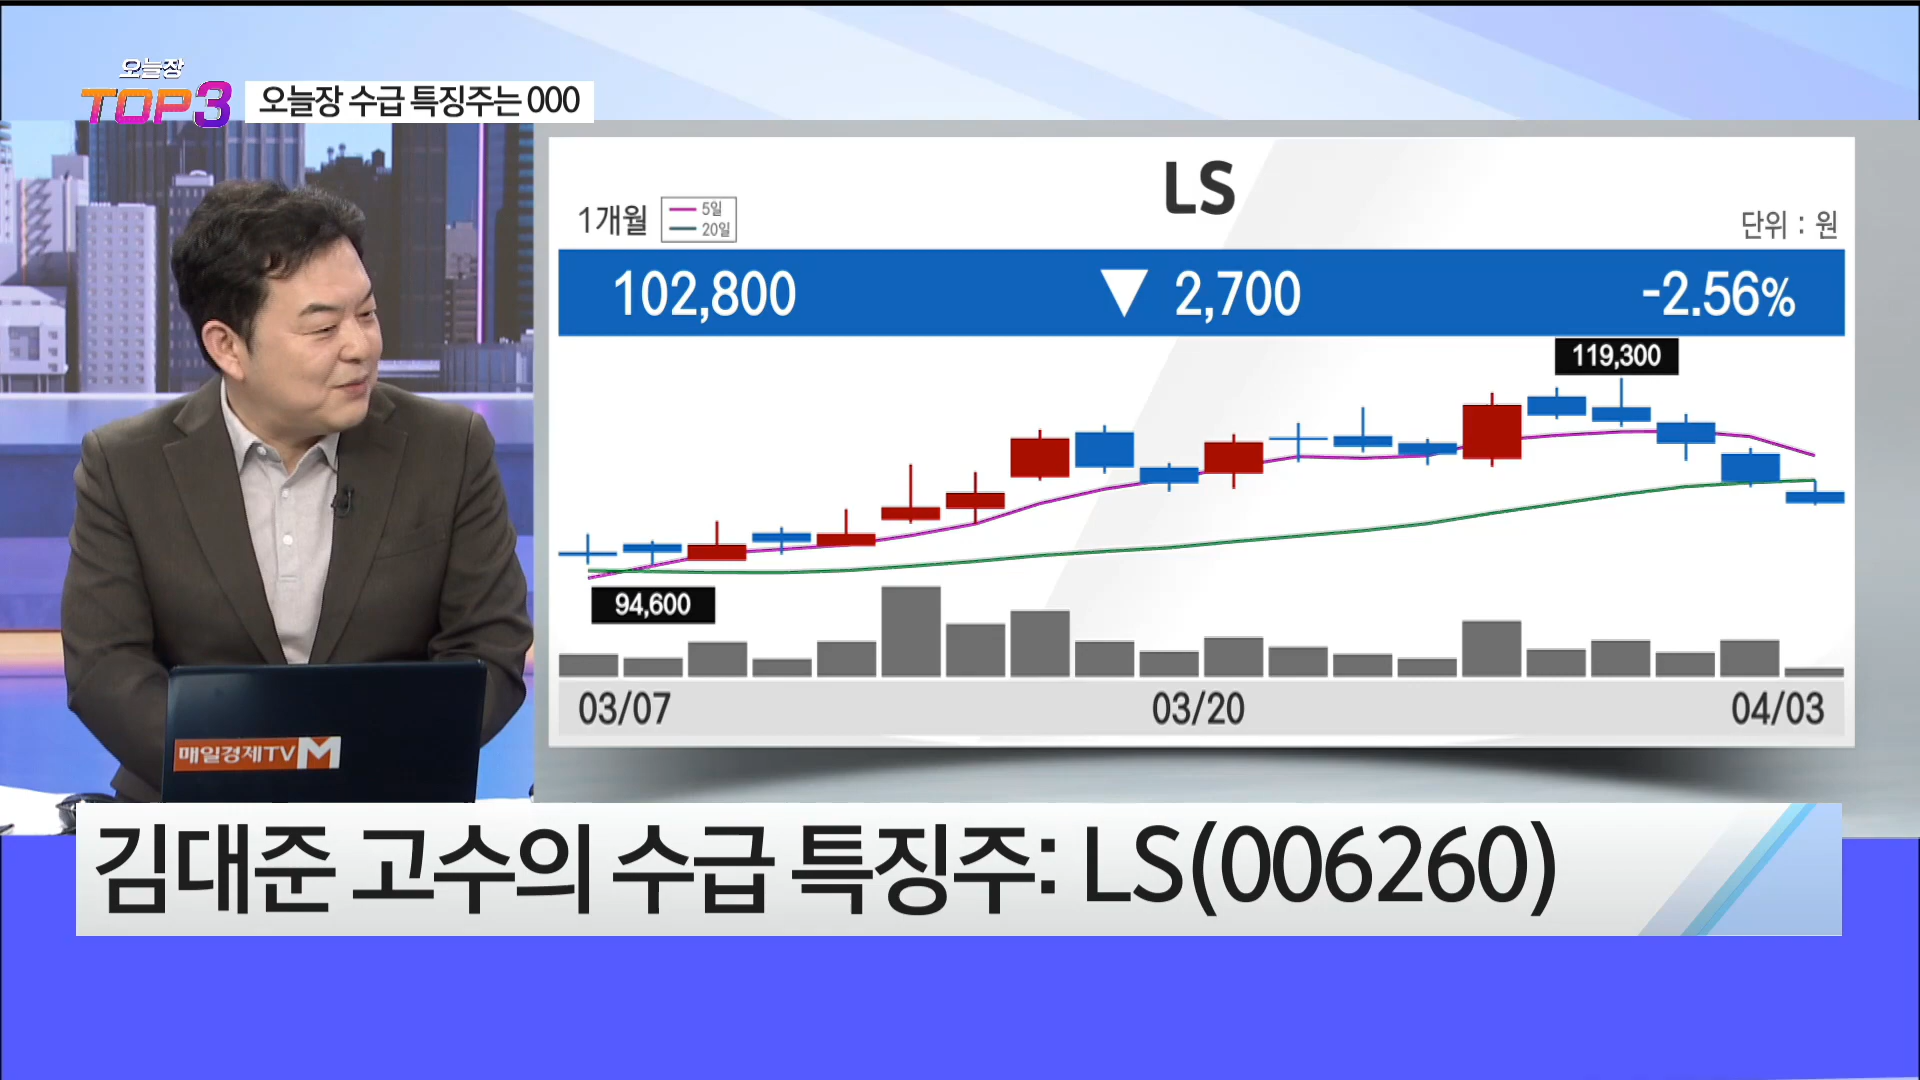 오늘장
TOP3
오늘장 수급 특징주는 OOO
LS
1개월
5일
20일
단위 : 원
102,800 ▼ 2,700 -2.56%
119,300
94,600
03/07 03/20 04/03
매일경제TV M
김대준 고수의 수급 특징주: LS(006260)